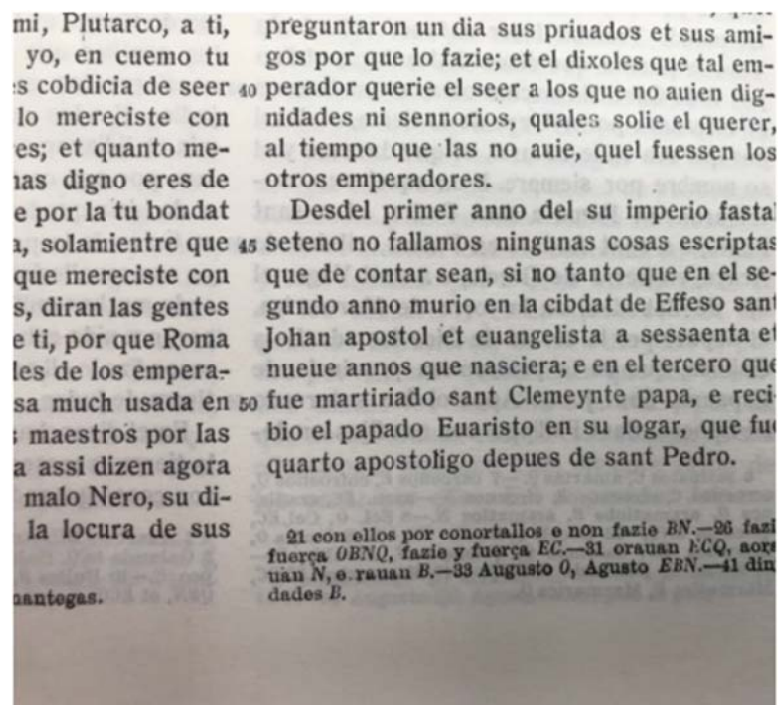 mi, Plutarco, a ti,
yo, en cuemo tu
s cobdicia de seer
lo mereciste con
es; et quanto me-
nas digno eres de
e por la tu bondat
a, solamientre que
que mereciste con
s, diran las gentes
e ti, por que Roma
les de los empera-
sa much usada en
maestros por las
a assi dizen agora
malo Nero, su di-
la locura de sus
nantogas.
preguntaron un dia sus priuados et sus ami-
gos por que lo fazie; et el dixoles que tal em-
40 perador querie el seer a los que no auien dig-
nidades ni sennorios, quales solie el querer,
al tiempo que las no auie, quel fuessen los
otros emperadores.
Desdel primer anno del su imperio fasta
45 seteno no fallamos ningunas cosas escriptas
que de contar sean, si no tanto que en el se-
gundo anno murio en la cibdat de Effeso sant
Johan apostol et euangelista a sessaenta et
nueue annos que nasciera; e en el tercero que
50 fue martiriado sant Clemeynte papa, e reci-
bio el papado Euaristo en su logar, que fue
quarto apostoligo depues de sant Pedro.
21 con ellos por conortallos e non fazie BN.—26 fazi
fuerça OBNQ, fazie y fuerça EC.—31 orauan ECQ, aore
uan N, e. rauan B.—33 Augusto O, Agusto EBN.—41 din
dades B.